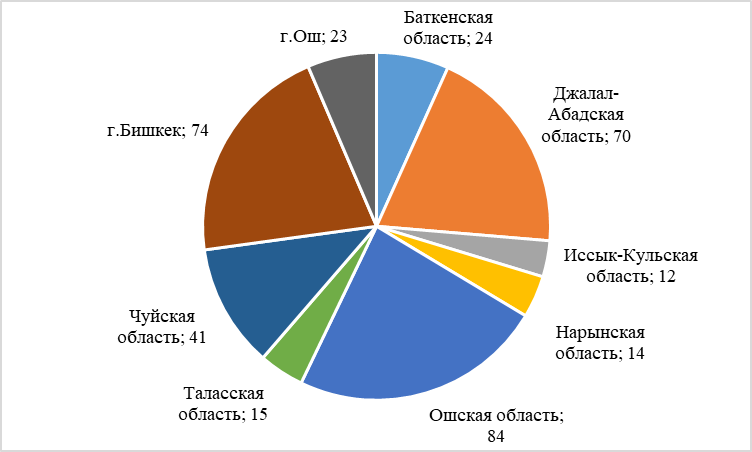 Баткенская
область; 24
г.Ош; 23
Джалал-
Абадская
область; 70
г.Бишкек; 74
Иссык-Кульская
область; 12
Чуйская
область; 41
Нарынская
область; 14
Таласская
область; 15
Ошская область;
84